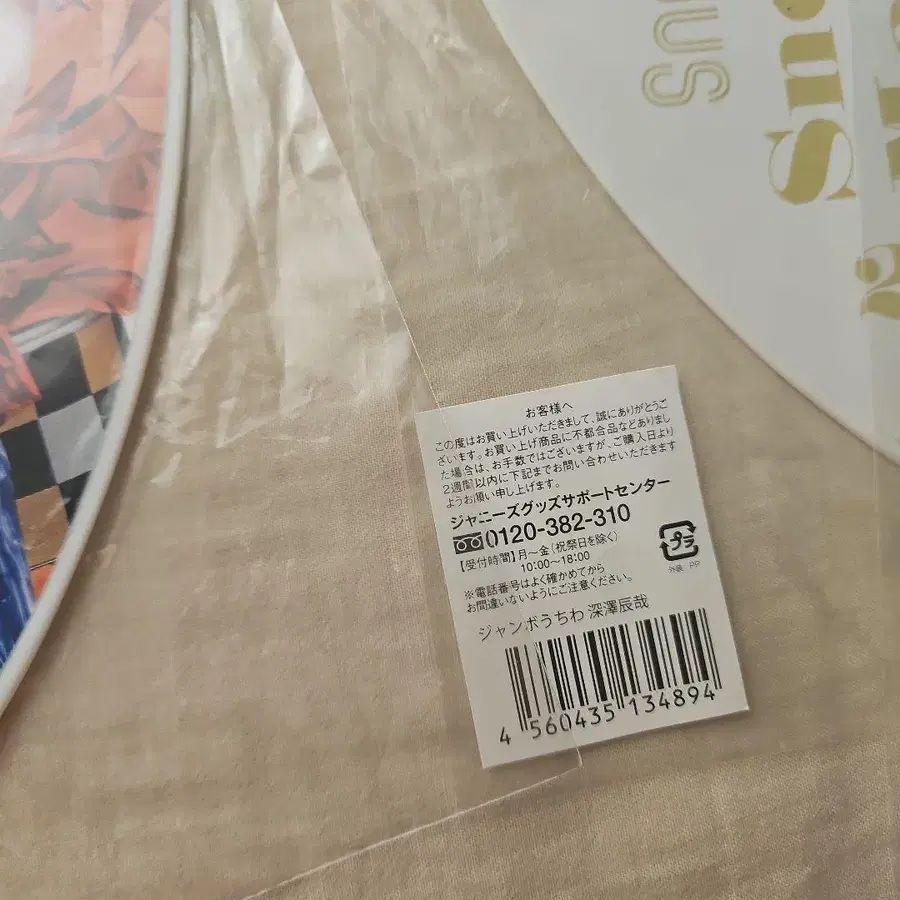 US
Sno
2
お客様へ
この度はお買い上げいただきまして、誠にありがとうご
ざいます。お買い上げ商品に不都合品などありまし
た場合は、お手数ではございますが、ご購入日より
2週間以内に下記までお問い合わせいただきます
ようお願い申し上げます。
ジャニーズグッズサポートセンター
0120-382-310
【受付時間】月～金(祝祭日を除く)
10:00～18:00
※電話番号はよく確かめてから
お間違いないようにご注意ください。
プラ
外装 PP
ジャンボうちわ 深澤辰哉
4 560435 134894